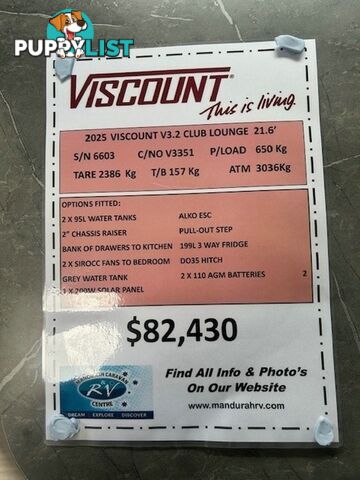 PUPPYLIST
VISCOUNT®
This is living.
2025 VISCOUNT V3.2 CLUB LOUNGE 21.6'
S/N 6603 C/NO V3351 P/LOAD 650 Kg
TARE 2386 Kg T/B 157 Kg ATM 3036Kg
OPTIONS FITTED:
2 X 95L WATER TANKS ALKO ESC
2" CHASSIS RAISER PULL-OUT STEP
BANK OF DRAWERS TO KITCHEN 199L 3 WAY FRIDGE
2 X SIROCC FANS TO BEDROOM DO35 HITCH
GREY WATER TANK 2 X 110 AGM BATTERIES 2
1 X 200W SOLAR PANEL
$82,430
MANDURAH CARAVAN
RV
CENTRE
DREAM EXPLORE DISCOVER
Find All Info & Photo's
On Our Website
www.mandurahrv.com